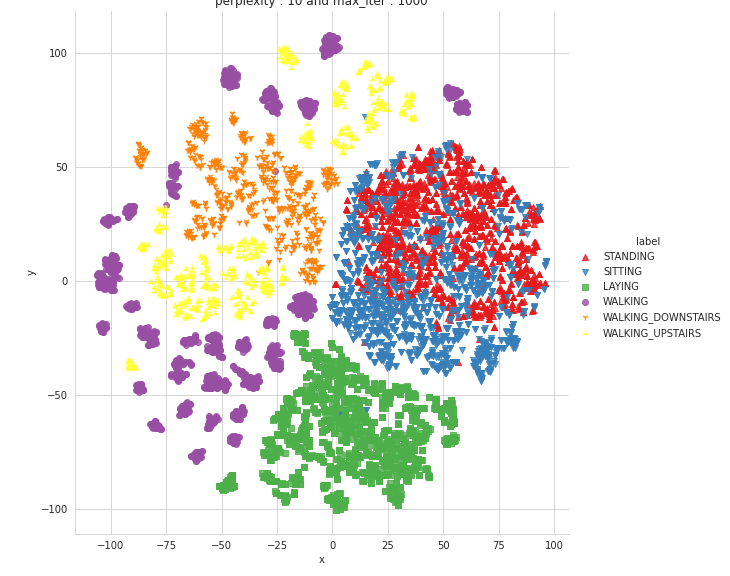 perplexity : 10 and max_iter : 1000
100
50
0
−50
−100
y
−100
−75
−50
−25
0
25
50
75
100
x
label
STANDING
SITTING
LAYING
WALKING
WALKING_DOWNSTAIRS
WALKING_UPSTAIRS